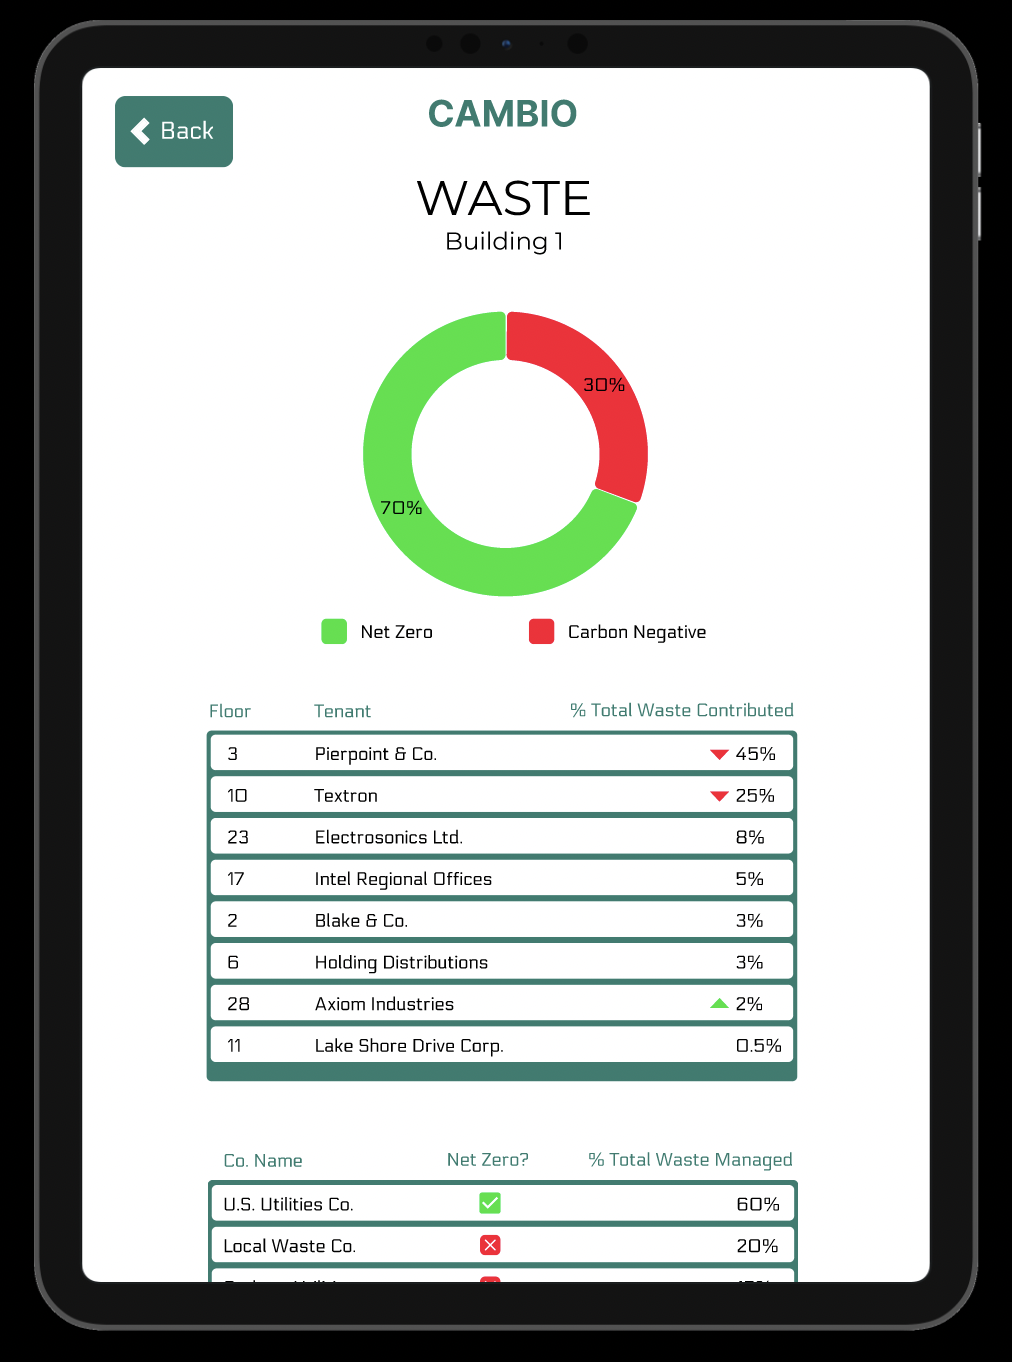 Back
CAMBIO
WASTE
Building 1
30%
70%
Net Zero Carbon Negative
Floor Tenant % Total Waste Contributed
3 Pierpoint & Co. 45%
10 Textron 25%
23 Electrosonics Ltd. 8%
17 Intel Regional Offices 5%
2 Blake & Co. 3%
6 Holding Distributions 3%
28 Axiom Industries 2%
11 Lake Shore Drive Corp. 0.5%
Co. Name Net Zero? % Total Waste Managed
U.S. Utilities Co. 60%
Local Waste Co. 20%